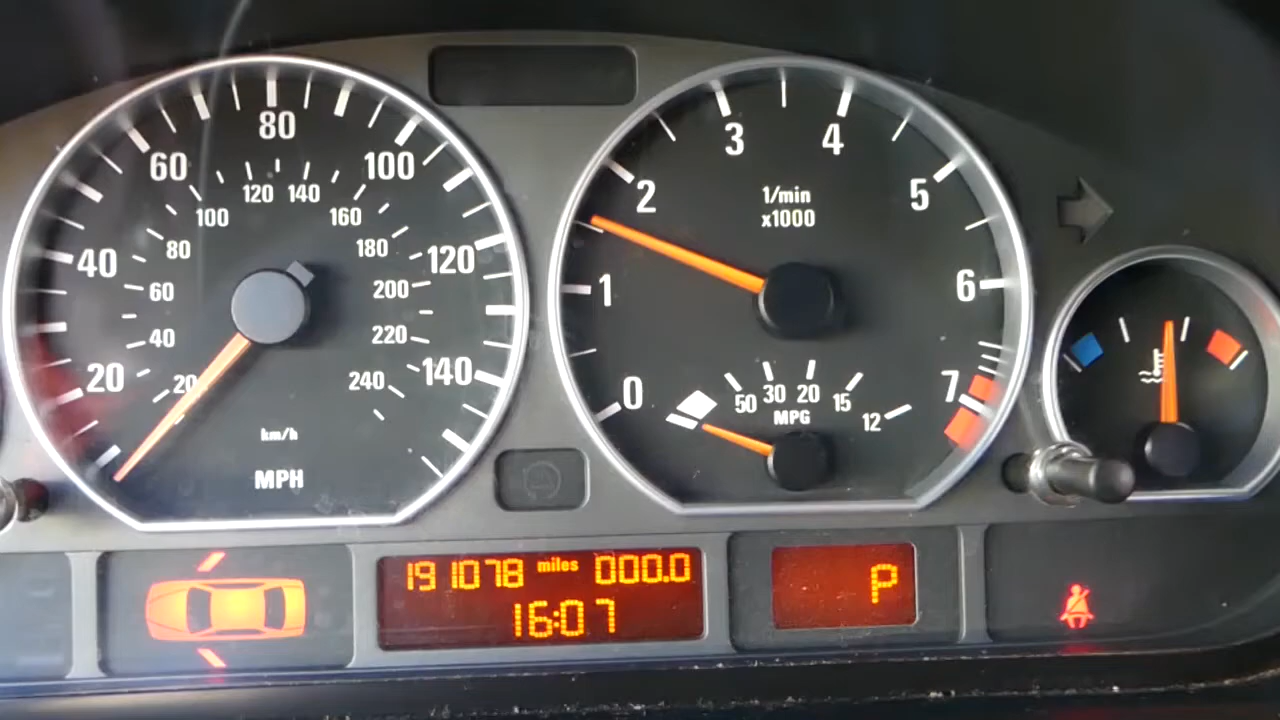 20 40 60 80 100 120 140
20 40 60 80 100 120 140 160 180 200 220 240
km/h
MPH
0 1 2 3 4 5 6 7
1/min
x1000
50 30 20 15 12
MPG
191078 miles 000.0
16:07
P